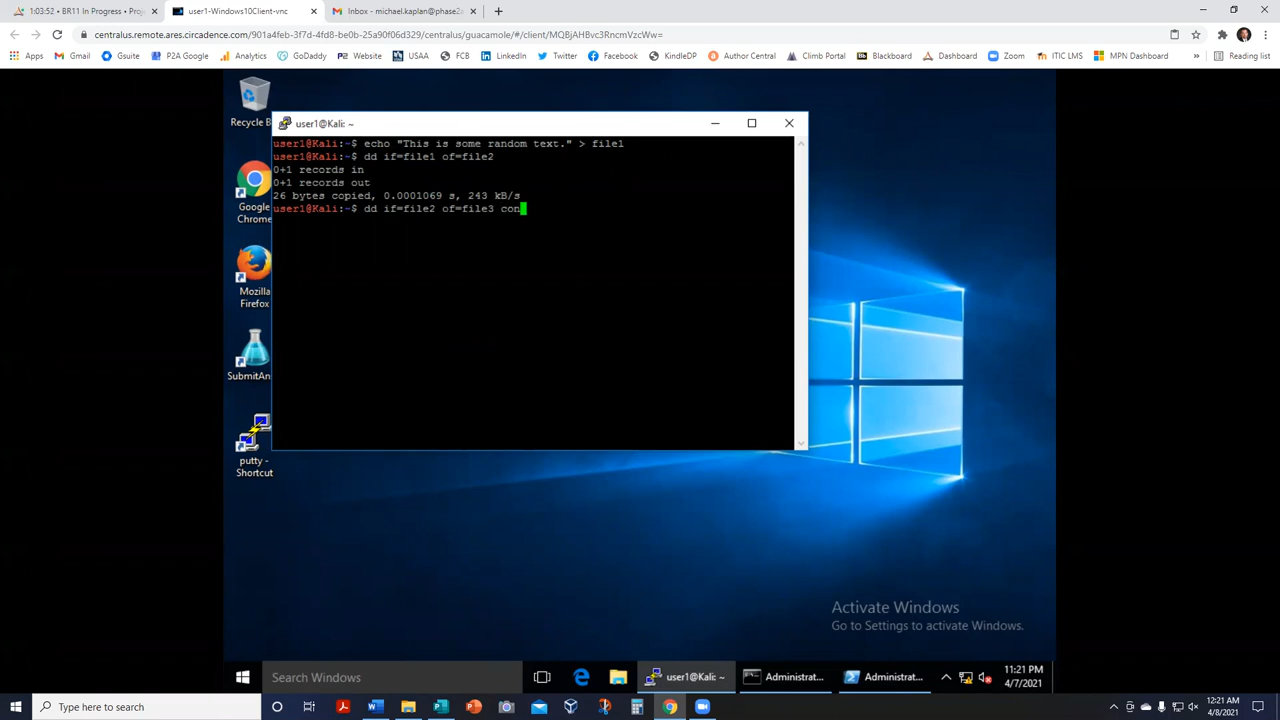 1:03:52 • BR11 In Progress • Proj
user1-Windows10Client-vnc
Inbox - michael.kaplan@phase2a
centralus.remote.ares.circadence.com/901a4feb-3f7d-4fd8-be0b-25a90f06d329/centralus/guacamole/#/client/MQBjAHBvc3RncmVzcWw=
Apps
Gmail
Gsuite
P2A Google
Analytics
GoDaddy
Website
USAA
FCB
LinkedIn
Twitter
Facebook
KindleDP
Author Central
Climb Portal
Blackboard
Dashboard
Zoom
ITIC LMS
MPN Dashboard
»
Reading list
Recycle B
Google Chrome
Mozilla Firefox
SubmitAn
putty - Shortcut
user1@Kali: ~
user1@Kali:~$ echo "This is some random text." > file1
user1@Kali:~$ dd if=file1 of=file2
0+1 records in
0+1 records out
26 bytes copied, 0.0001069 s, 243 kB/s
user1@Kali:~$ dd if=file2 of=file3 con
Activate Windows
Go to Settings to activate Windows.
Search Windows
user1@Kali: ~
Administrat...
Administrat...
11:21 PM
4/7/2021
Type here to search
12:21 AM
4/8/2021